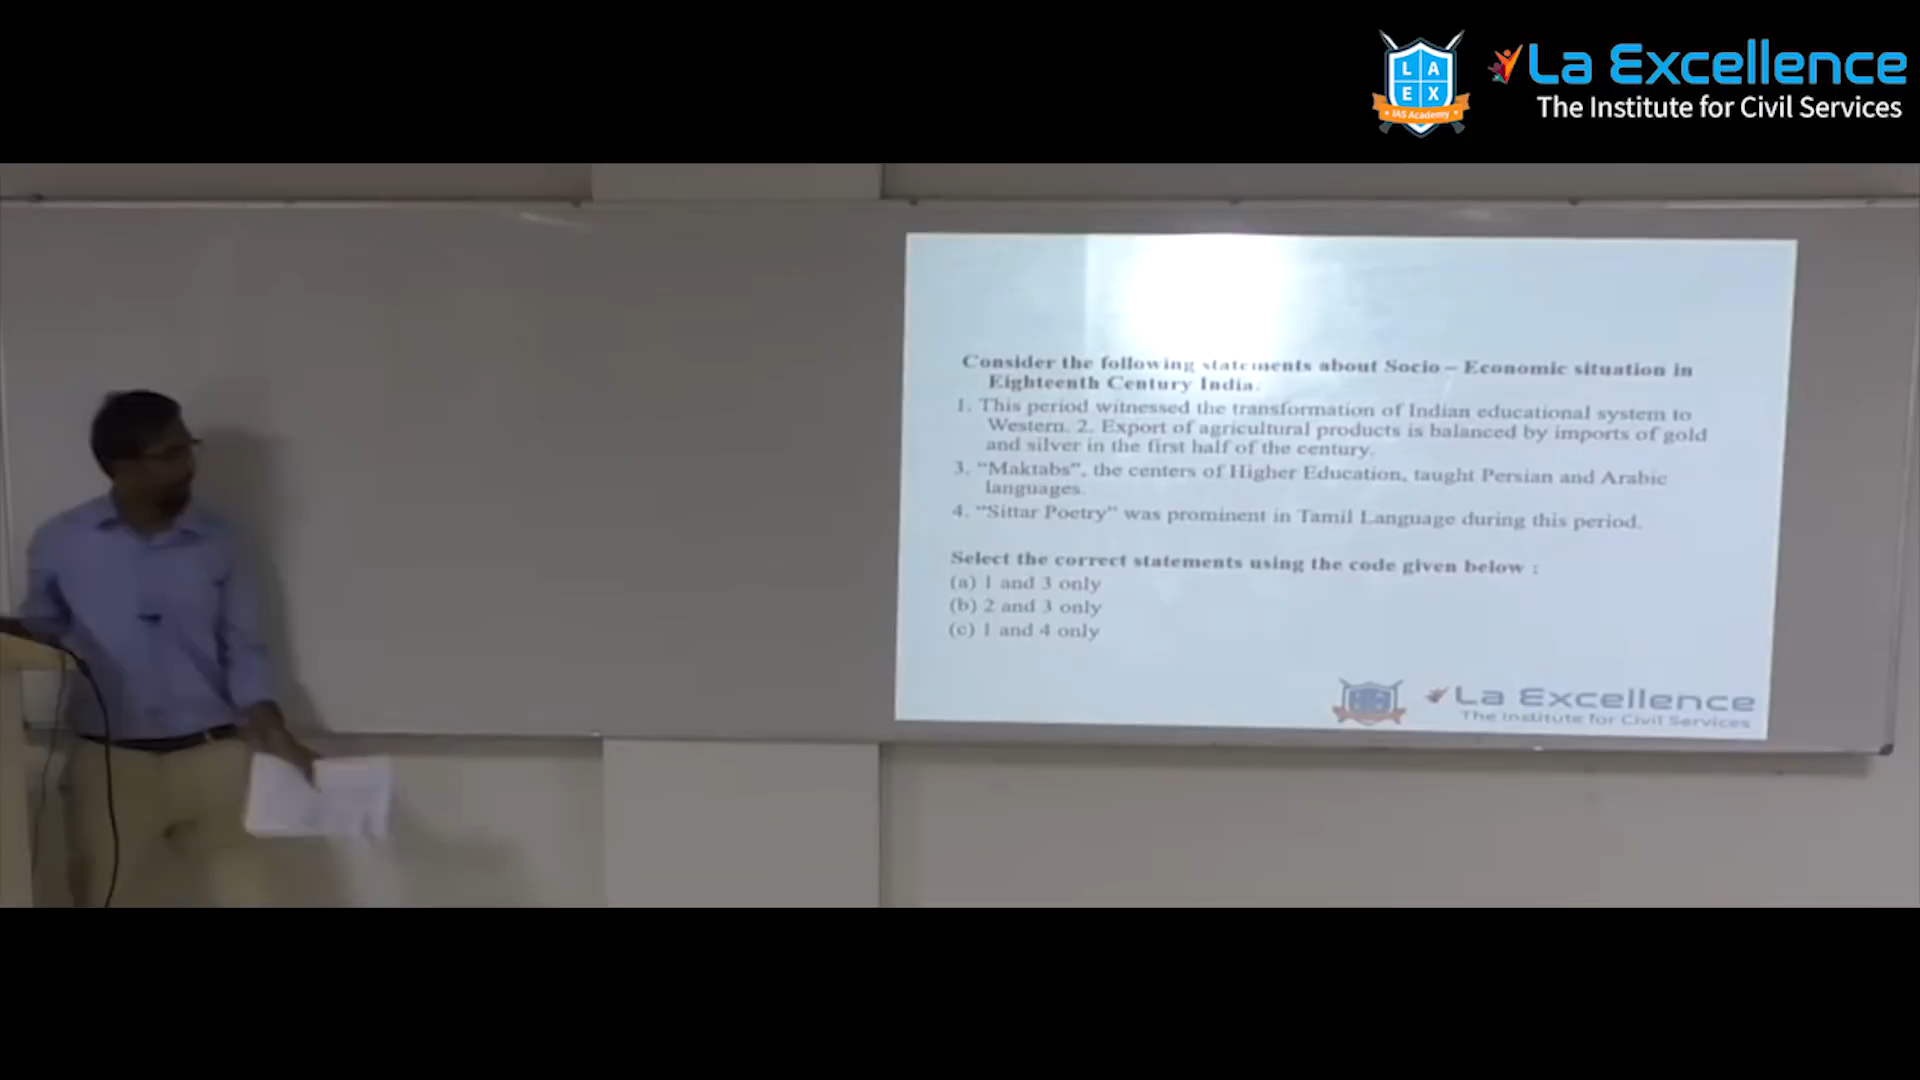 L A
E X
IAS Academy
La Excellence
The Institute for Civil Services
Consider the following statements about Socio – Economic situation in
Eighteenth Century India.
1. This period witnessed the transformation of Indian educational system to
Western. 2. Export of agricultural products is balanced by imports of gold
and silver in the first half of the century.
3. “Maktabs”, the centers of Higher Education, taught Persian and Arabic
languages.
4. “Sittar Poetry” was prominent in Tamil Language during this period.
Select the correct statements using the code given below :
(a) 1 and 3 only
(b) 2 and 3 only
(c) 1 and 4 only
La Excellence
The Institute for Civil Services